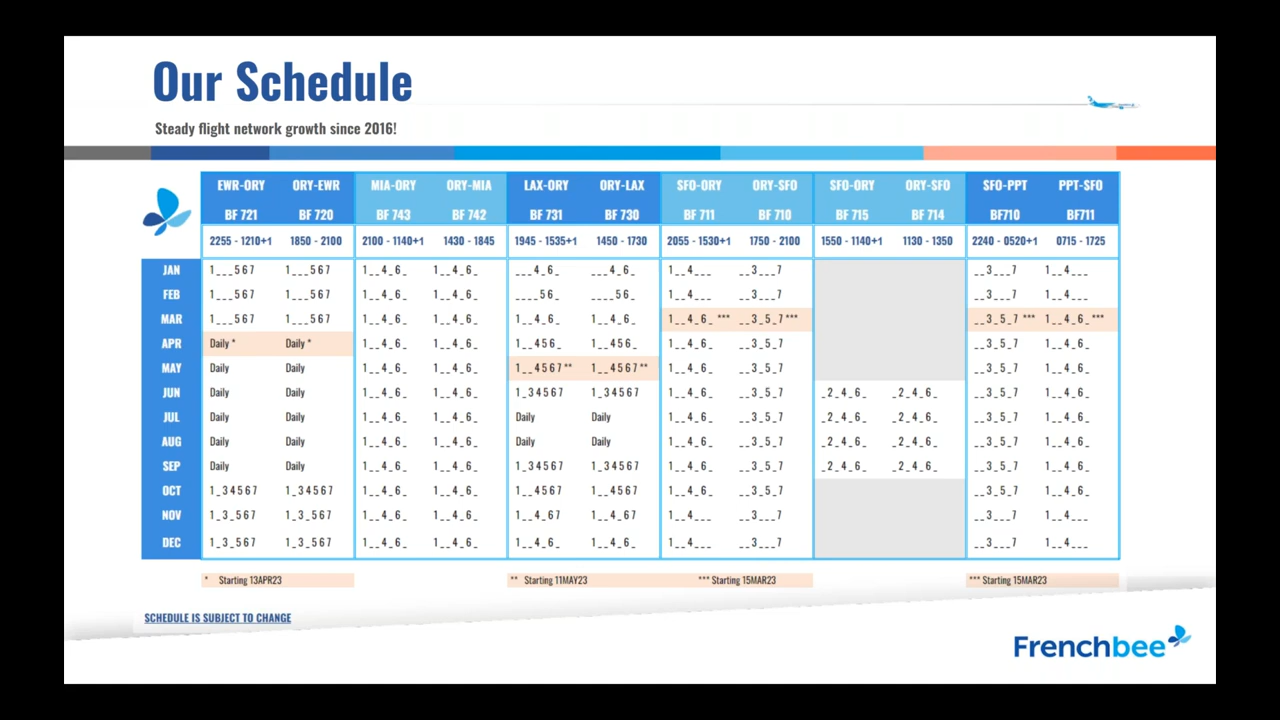 Our Schedule
Steady flight network growth since 2016!
EWR-ORY ORY-EWR MIA-ORY ORY-MIA LAX-ORY ORY-LAX SFO-ORY ORY-SFO SFO-ORY ORY-SFO SFO-PPT PPT-SFO
BF 721 BF 720 BF 743 BF 742 BF 731 BF 730 BF 711 BF 710 BF 715 BF 714 BF710 BF711
2255 - 1210+1 1850 - 2100 2100 - 1140+1 1430 - 1845 1945 - 1535+1 1450 - 1730 2055 - 1530+1 1750 - 2100 1550 - 1140+1 1130 - 1350 2240 - 0520+1 0715 - 1725
JAN 1___567 1___567 1__4_6_ 1__4_6_ ___4_6_ ___4_6_ 1__4___ __3___7 __3___7 1__4___
FEB 1___567 1___567 1__4_6_ 1__4_6_ ____56_ ____56_ 1__4___ __3___7 __3___7 1__4___
MAR 1___567 1___567 1__4_6_ 1__4_6_ 1__4_6_ 1__4_6_ 1__4_6_ *** __3_5_7*** __3_5_7 *** 1__4_6_***
APR Daily * Daily * 1__4_6_ 1__4_6_ 1__456_ 1__456_ 1__4_6_ __3_5_7 __3_5_7 1__4_6_
MAY Daily Daily 1__4_6_ 1__4_6_ 1__4567** 1__4567** 1__4_6_ __3_5_7 __3_5_7 1__4_6_
JUN Daily Daily 1__4_6_ 1__4_6_ 1_34567 1_34567 1__4_6_ __3_5_7 _2_4_6_ _2_4_6_ __3_5_7 1__4_6_
JUL Daily Daily 1__4_6_ 1__4_6_ Daily Daily 1__4_6_ __3_5_7 _2_4_6_ _2_4_6_ __3_5_7 1__4_6_
AUG Daily Daily 1__4_6_ 1__4_6_ Daily Daily 1__4_6_ __3_5_7 _2_4_6_ _2_4_6_ __3_5_7 1__4_6_
SEP Daily Daily 1__4_6_ 1__4_6_ 1_34567 1_34567 1__4_6_ __3_5_7 _2_4_6_ _2_4_6_ __3_5_7 1__4_6_
OCT 1_34567 1_34567 1__4_6_ 1__4_6_ 1__4567 1__4567 1__4_6_ __3_5_7 __3_5_7 1__4_6_
NOV 1_3_567 1_3_567 1__4_6_ 1__4_6_ 1__4_67 1__4_67 1__4___ __3___7 __3___7 1__4___
DEC 1_3_567 1_3_567 1__4_6_ 1__4_6_ 1__4_6_ 1__4_6_ 1__4___ __3___7 __3___7 1__4___
* Starting 13APR23 ** Starting 11MAY23 *** Starting 15MAR23 *** Starting 15MAR23
SCHEDULE IS SUBJECT TO CHANGE
Frenchbee